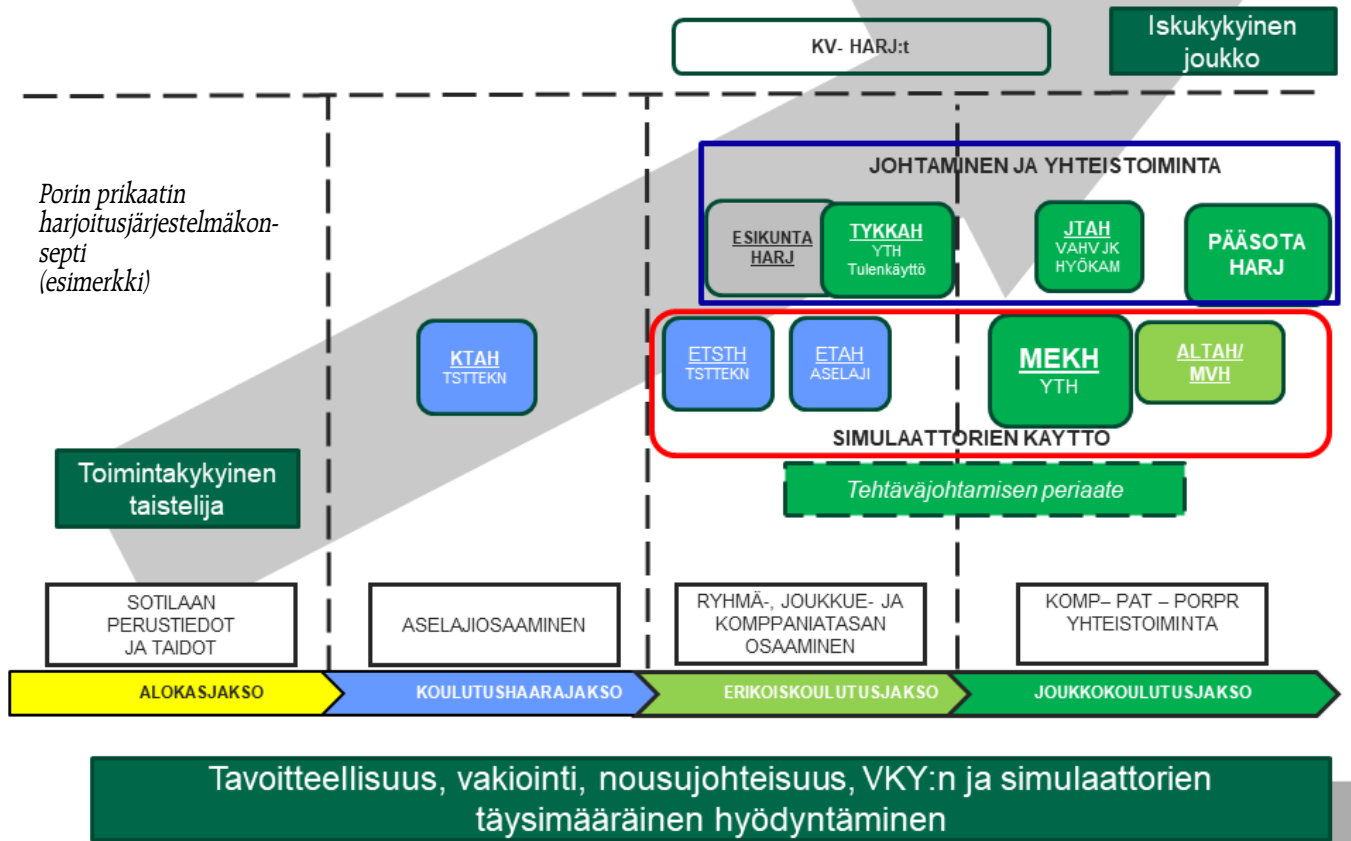 KV- HARJ:t
Iskukykyinen
joukko
Porin prikaatin
harjoitusjärjestelmäkon-
septi
(esimerkki)
JOHTAMINEN JA YHTEISTOIMINTA
ESIKUNTA
HARJ
TYKKAH
YTH
Tulenkäyttö
JTAH
VAHVJK
HYÖKAM
PÄÄSOTA
HARJ
KTAH
TSTTEKN
ETSTH
TSTTEKN
ETAH
ASELAJI
MEKH
YTH
ALTAH/
MVH
SIMULAATTORIEN KÄYTTÖ
Toimintakykyinen
taistelija
Tehtäväjohtamisen periaate
SOTILAAN
PERUSTIEDOT
JA TAIDOT
ASELAJIOSAAMINEN
RYHMÄ-, JOUKKUE- JA
KOMPPANIATASAN
OSAAMINEN
KOMP– PAT – PORPR
YHTEISTOIMINTA
ALOKASJAKSO
KOULUTUSHAARAJAKSO
ERIKOISKOULUTUSJAKSO
JOUKKOKOULUTUSJAKSO
Tavoitteellisuus, vakiointi, nousujohteisuus, VKY:n ja simulaattorien
täysimääräinen hyödyntäminen